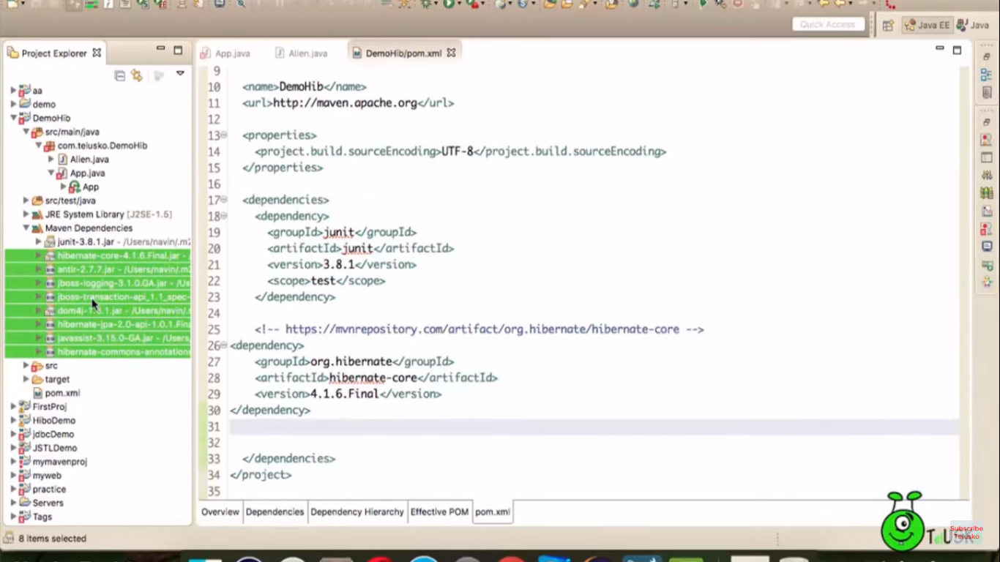 Quick Access
Java EE
Java
Project Explorer
App.java
Alien.java
DemoHib/pom.xml
aa
demo
DemoHib
src/main/java
com.telusko.DemoHib
Alien.java
App.java
App
src/test/java
JRE System Library [J2SE-1.5]
Maven Dependencies
junit-3.8.1.jar - /Users/navin/.m2
hibernate-core-4.1.6.Final.jar -
antlr-2.7.7.jar - /Users/navin/.m2
jboss-logging-3.1.0.GA.jar - /Us
jboss-transaction-api_1.1_spec-
dom4j-1.6.1.jar - /Users/navin/.
hibernate-jpa-2.0-api-1.0.1.Fina
javassist-3.15.0-GA.jar - /Users,
hibernate-commons-annotations
src
target
pom.xml
FirstProj
HiboDemo
jdbcDemo
JSTLDemo
mymavenproj
myweb
practice
Servers
Tags
9
10 <name>DemoHib</name>
11 <url>http://maven.apache.org</url>
12
13 <properties>
14 <project.build.sourceEncoding>UTF-8</project.build.sourceEncoding>
15 </properties>
16
17 <dependencies>
18 <dependency>
19 <groupId>junit</groupId>
20 <artifactId>junit</artifactId>
21 <version>3.8.1</version>
22 <scope>test</scope>
23 </dependency>
24
25 <!-- https://mvnrepository.com/artifact/org.hibernate/hibernate-core -->
26 <dependency>
27 <groupId>org.hibernate</groupId>
28 <artifactId>hibernate-core</artifactId>
29 <version>4.1.6.Final</version>
30 </dependency>
31
32
33 </dependencies>
34 </project>
35
Overview
Dependencies
Dependency Hierarchy
Effective POM
pom.xml
8 items selected
Subscribe
Telusko